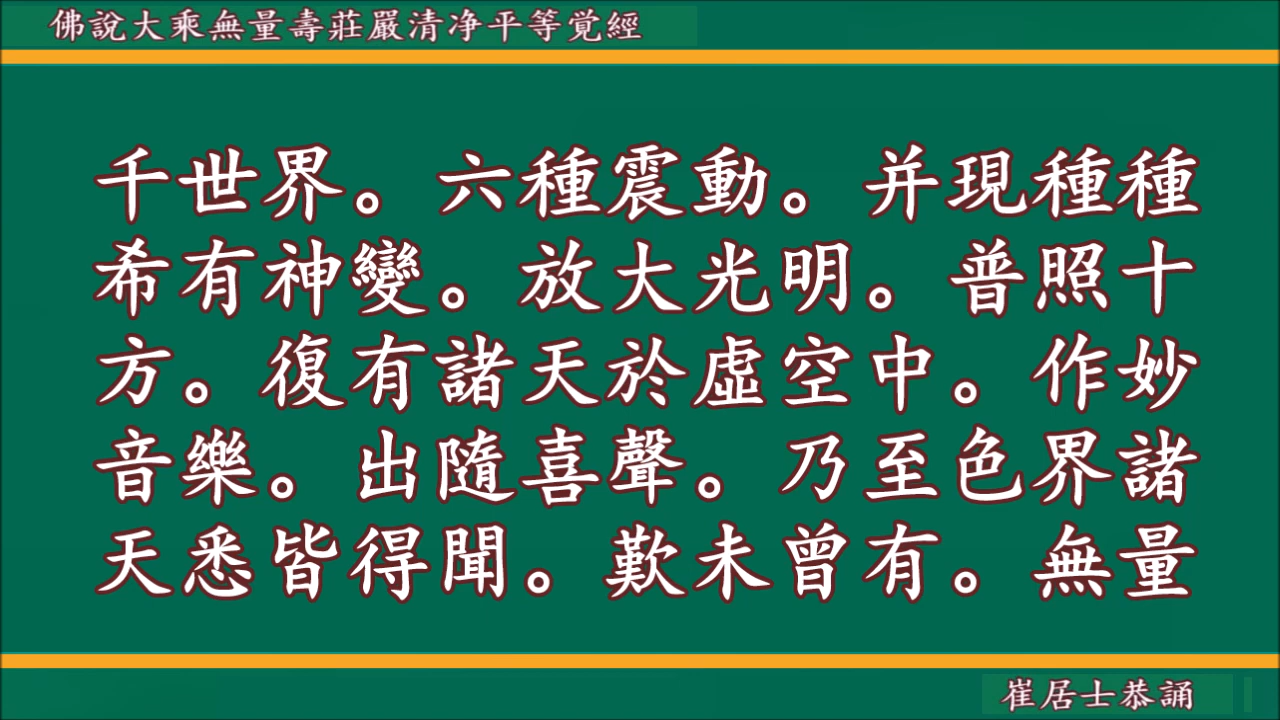 佛說大乘無量壽莊嚴清净平等覚經
千世界。六種震動。并現種種
希有神變。放大光明。普照十
方。復有諸天於虛空中。作妙
音樂。出隨喜聲。乃至色界諸
天悉皆得聞。歎未曾有。無量
崔居士恭誦